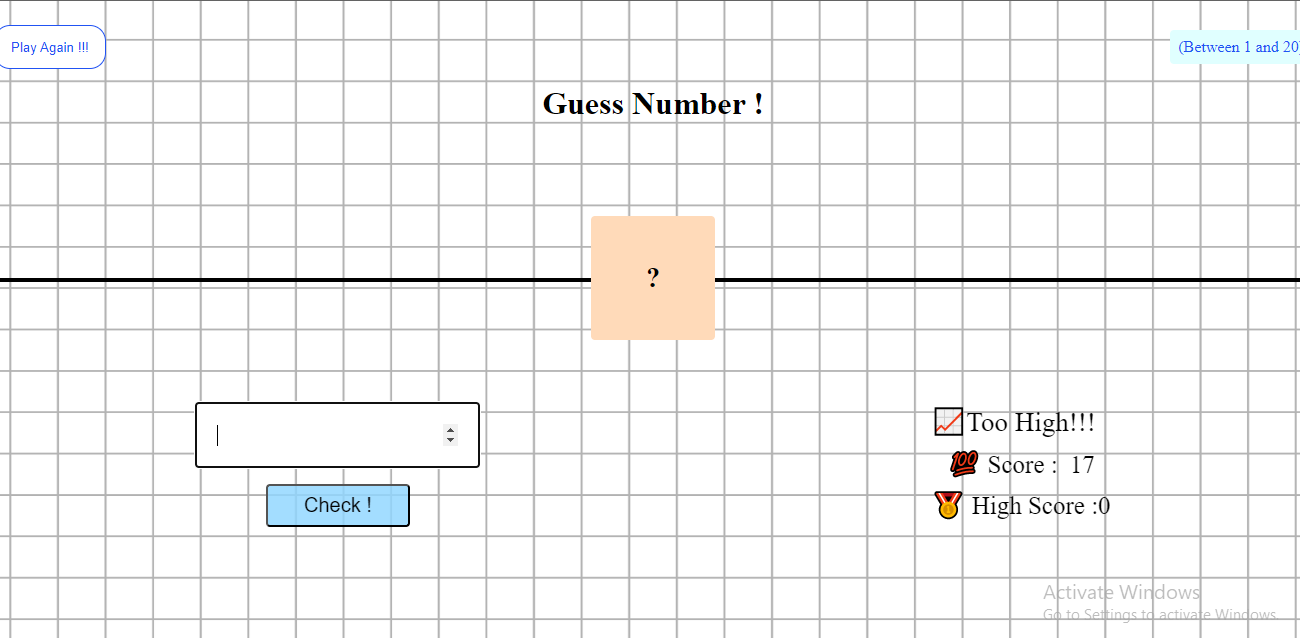 Play Again !!!
(Between 1 and 20)
Guess Number !
?
📈Too High!!!
💯 Score : 17
Check !
🥇 High Score :0
Activate Windows
Go to Settings to activate Windows.